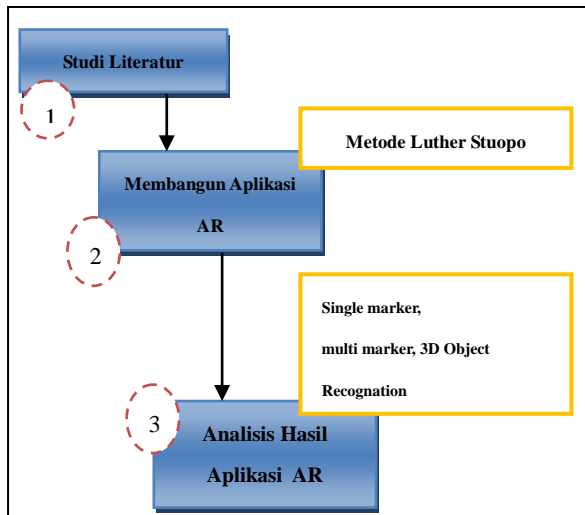 Studi Literatur
1
Metode Luther Stuopo
Membangun Aplikasi
AR
2
Single marker,
multi marker, 3D Object
Recognation
3
Analisis Hasil
Aplikasi AR